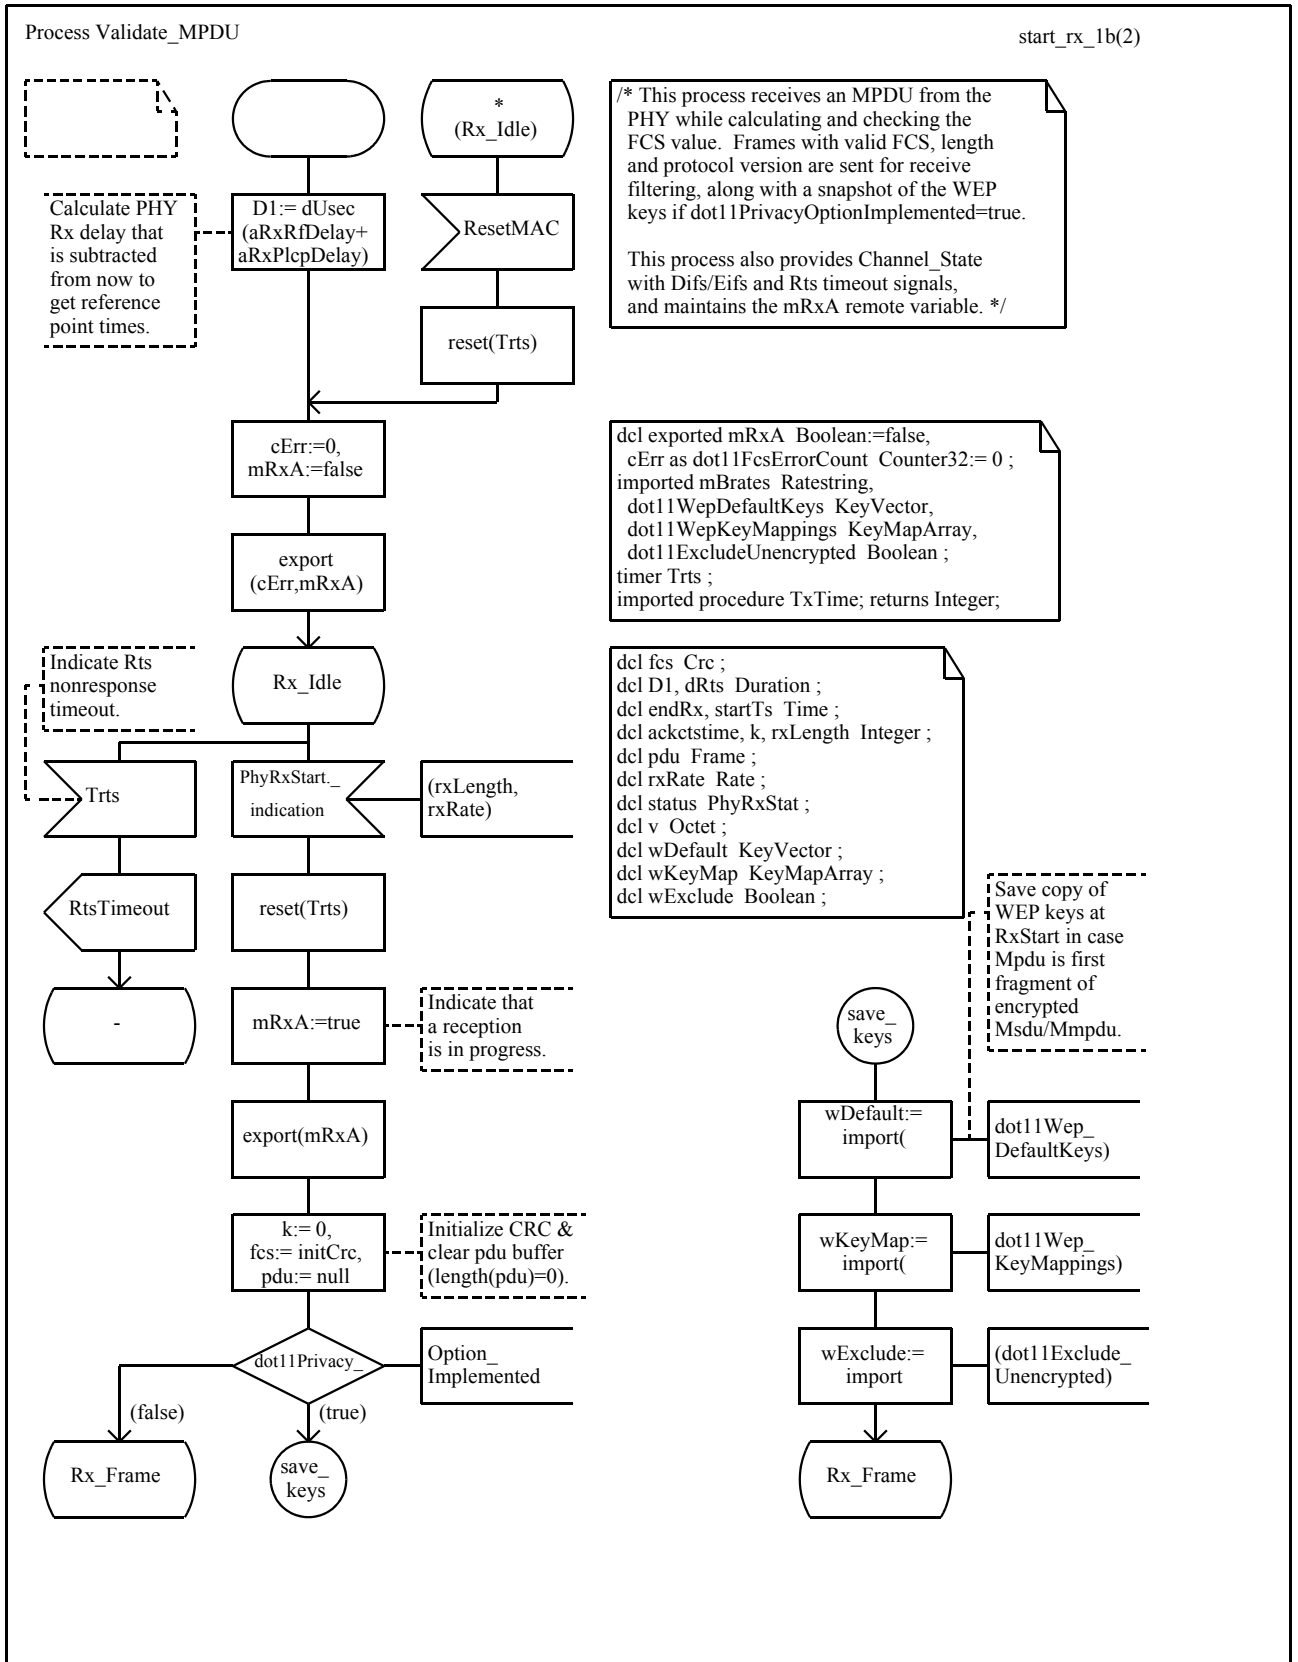 Process Validate_MPDU
start_rx_1b(2)
*
(Rx_Idle)
/* This process receives an MPDU from the
PHY while calculating and checking the
FCS value.  Frames with valid FCS, length
and protocol version are sent for receive
filtering, along with a snapshot of the WEP
keys if dot11PrivacyOptionImplemented=true.
This process also provides Channel_State
with Difs/Eifs and Rts timeout signals,
and maintains the mRxA remote variable. */
Calculate PHY
Rx delay that
is subtracted
from now to
get reference
point times.
D1:= dUsec
(aRxRfDelay+
aRxPlcpDelay)
ResetMAC
reset(Trts)
cErr:=0,
mRxA:=false
export
(cErr,mRxA)
dcl exported mRxA  Boolean:=false,
cErr as dot11FcsErrorCount  Counter32:= 0 ;
imported mBrates  Ratestring,
dot11WepDefaultKeys  KeyVector,
dot11WepKeyMappings  KeyMapArray,
dot11ExcludeUnencrypted  Boolean ;
timer Trts ;
imported procedure TxTime; returns Integer;
Indicate Rts
nonresponse
timeout.
Rx_Idle
dcl fcs  Crc ;
dcl D1, dRts  Duration ;
dcl endRx, startTs  Time ;
dcl ackctstime, k, rxLength  Integer ;
dcl pdu  Frame ;
dcl rxRate  Rate ;
dcl status  PhyRxStat ;
dcl v  Octet ;
dcl wDefault  KeyVector ;
dcl wKeyMap  KeyMapArray ;
dcl wExclude  Boolean ;
Trts
PhyRxStart._
indication
(rxLength,
rxRate)
RtsTimeout
reset(Trts)
-
mRxA:=true
Indicate that
a reception
is in progress.
export(mRxA)
k:= 0,
fcs:= initCrc,
pdu:= null
Initialize CRC &
clear pdu buffer
(length(pdu)=0).
dot11Privacy_
Option_
Implemented
(false)
(true)
Rx_Frame
save_
keys
Save copy of
WEP keys at
RxStart in case
Mpdu is first
fragment of
encrypted
Msdu/Mmpdu.
save_
keys
wDefault:=
import(
dot11Wep_
DefaultKeys)
wKeyMap:=
import(
dot11Wep_
KeyMappings)
wExclude:=
import
(dot11Exclude_
Unencrypted)
Rx_Frame